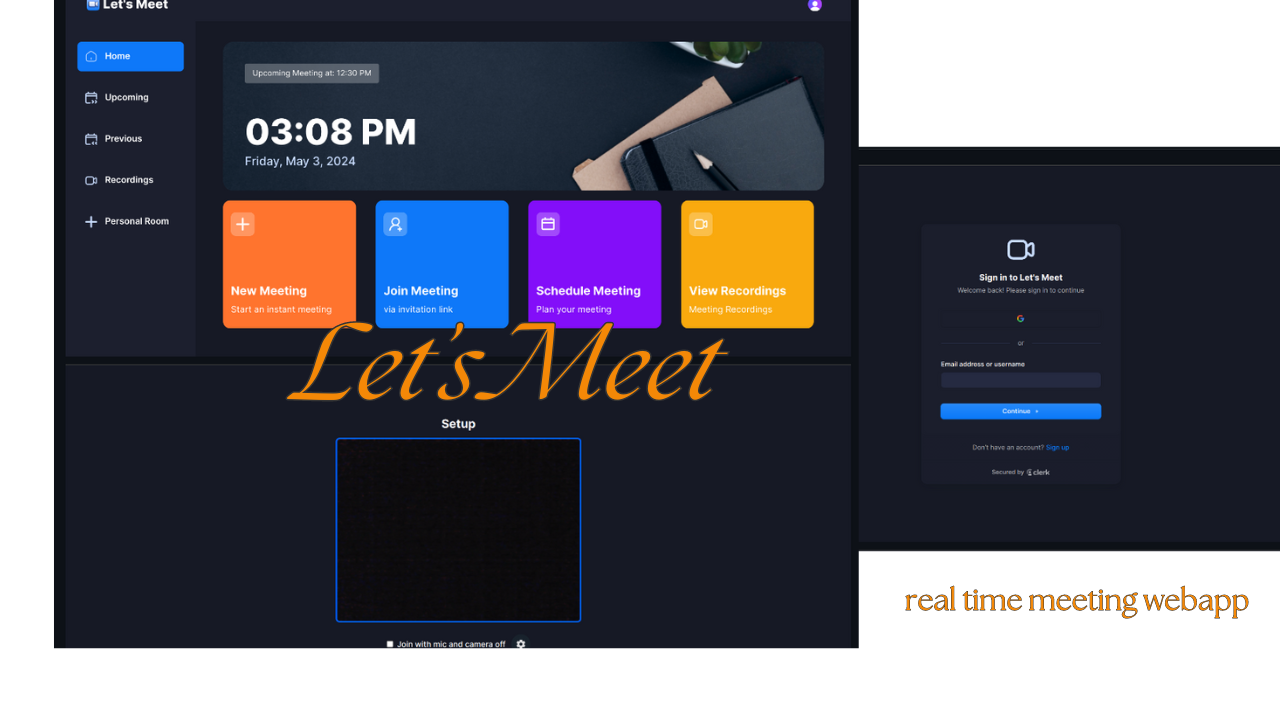 Let's Meet
Home
Upcoming
Previous
Recordings
Personal Room
Upcoming Meeting at: 12:30 PM
03:08 PM
Friday, May 3, 2024
New Meeting
Start an instant meeting
Join Meeting
via invitation link
Schedule Meeting
Plan your meeting
View Recordings
Meeting Recordings
Let's Meet
Setup
Join with mic and camera off
Sign in to Let's Meet
Welcome back! Please sign in to continue
or
Email address or username
Continue
Don't have an account? Sign up
Secured by clerk
real time meeting webapp